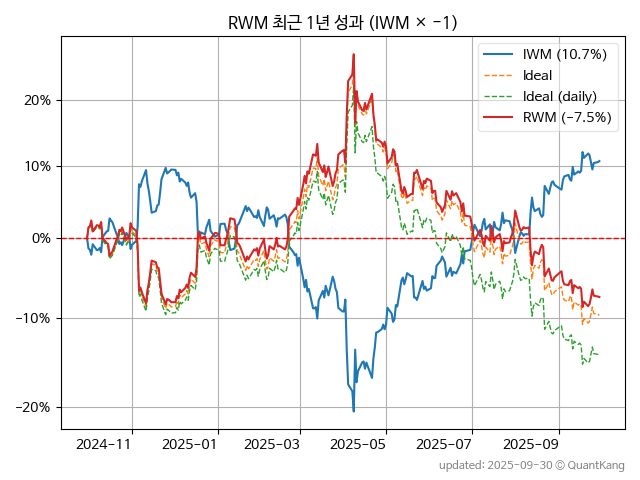 RWM 최근 1년 성과 (IWM × −1)
IWM (10.7%)
Ideal
Ideal (daily)
RWM (−7.5%)
20%
10%
0%
−10%
−20%
2024-11
2025-01
2025-03
2025-05
2025-07
2025-09
updated: 2025-09-30 © QuantKang